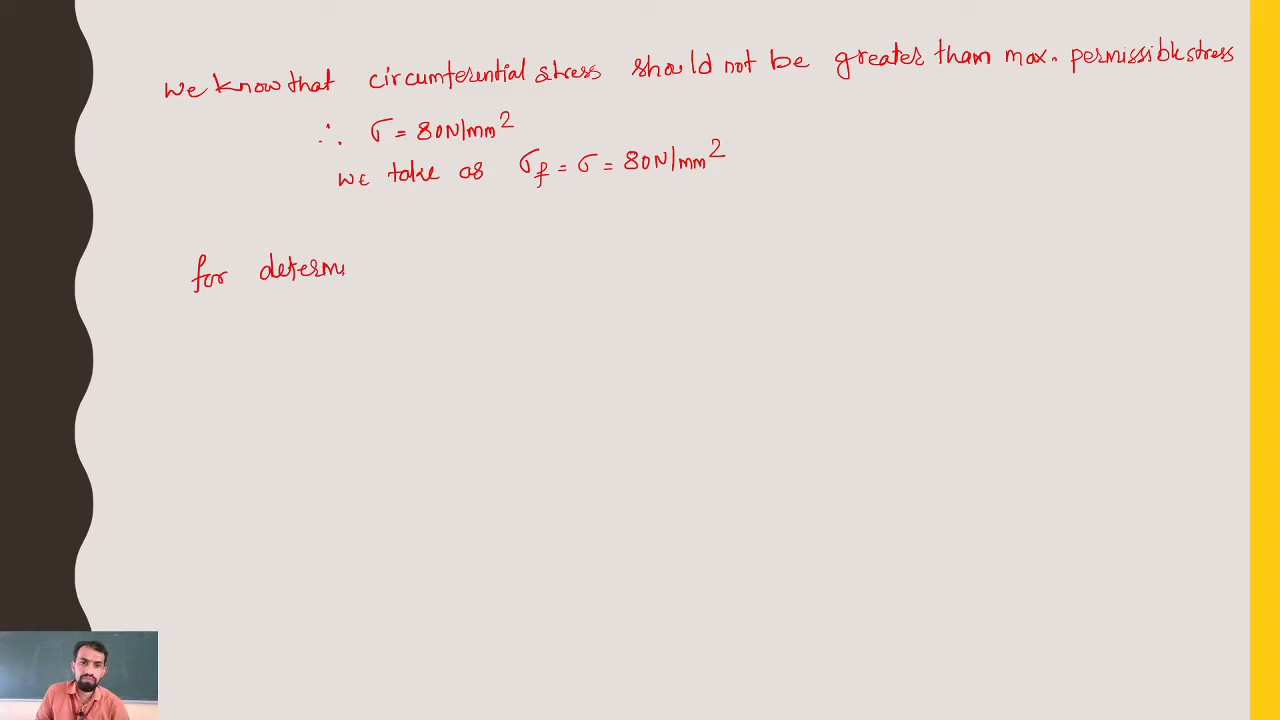 we know that circumferential stress should not be greater than max. permissible stress
∴ σ = 80N/mm²
we take as σf = σ = 80N/mm²
for determi